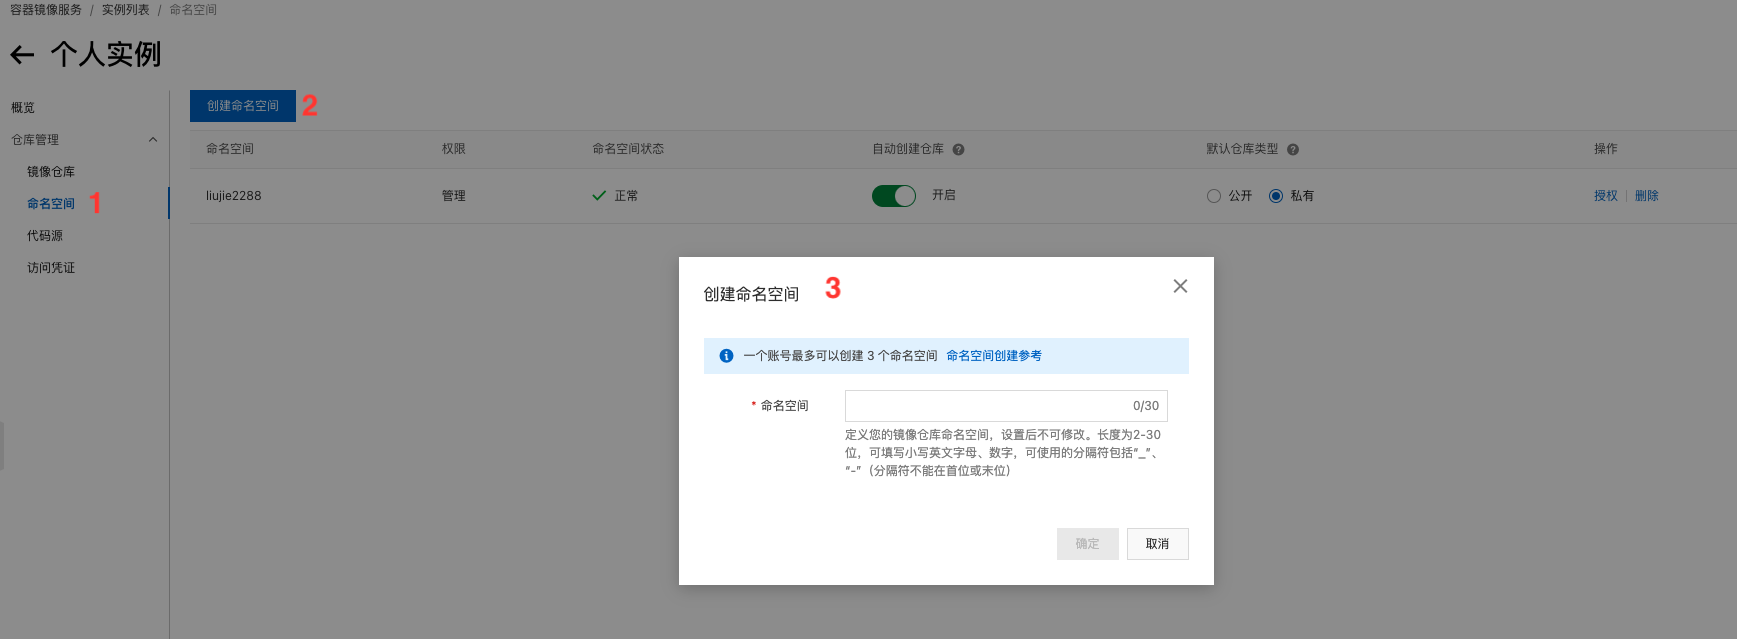 容器镜像服务 / 实例列表 / 命名空间
个人实例
概览
仓库管理
镜像仓库
命名空间 1
代码源
访问凭证
创建命名空间 2
命名空间 权限 命名空间状态 自动创建仓库 默认仓库类型 操作
liujie2288 管理 正常 开启 公开 私有 授权 | 删除
创建命名空间 3
一个账号最多可以创建 3 个命名空间 命名空间创建参考
* 命名空间 0/30
定义您的镜像仓库命名空间，设置后不可修改。长度为2-30
位，可填写小写英文字母、数字，可使用的分隔符包括“_”、
“-”（分隔符不能在首位或末位）
确定 取消